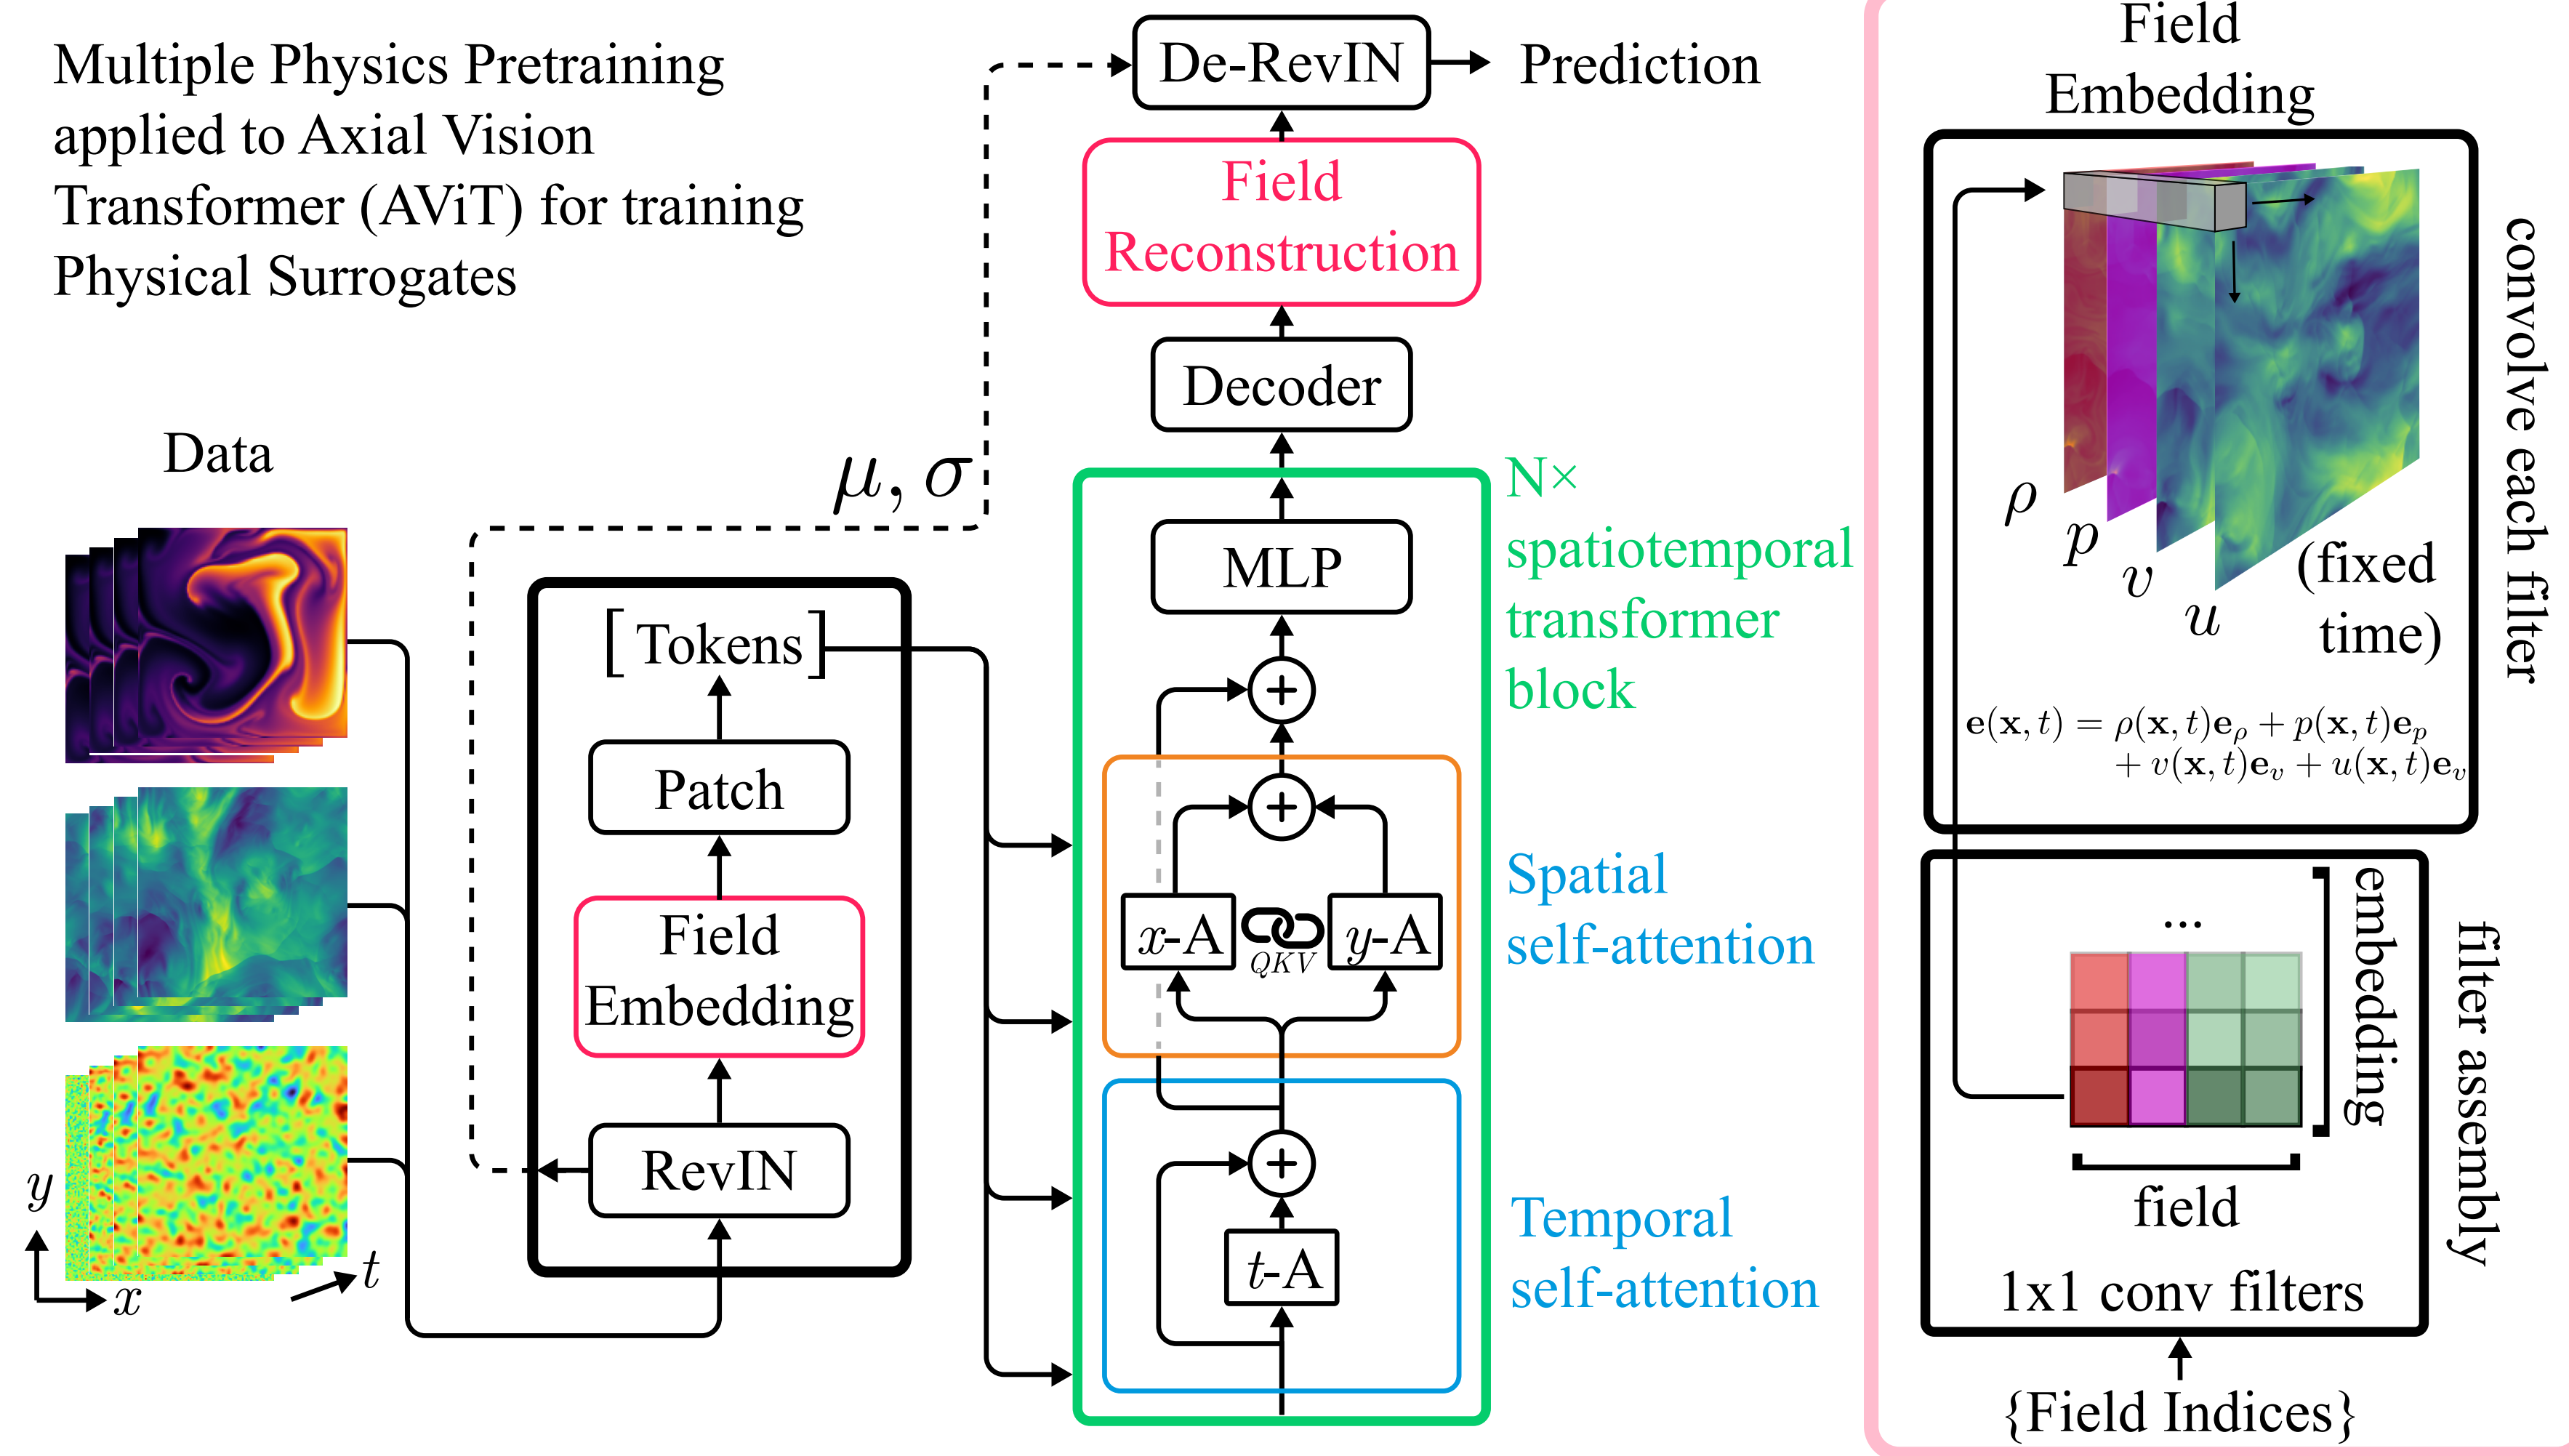 Multiple Physics Pretraining
applied to Axial Vision
Transformer (AViT) for training
Physical Surrogates
Data
y
x
t
μ, σ
[Tokens]
Patch
Field
Embedding
RevIN
De-RevIN
Prediction
Field
Reconstruction
Decoder
N×
spatiotemporal
transformer
block
MLP
+
+
x-A
QKV
y-A
Spatial
self-attention
+
t-A
Temporal
self-attention
Field
Embedding
ρ
p
v
u
(fixed
time)
convolve each filter
e(x, t) = ρ(x, t)e_ρ + p(x, t)e_p
+ v(x, t)e_v + u(x, t)e_v
...
embedding
field
filter assembly
1x1 conv filters
{Field Indices}